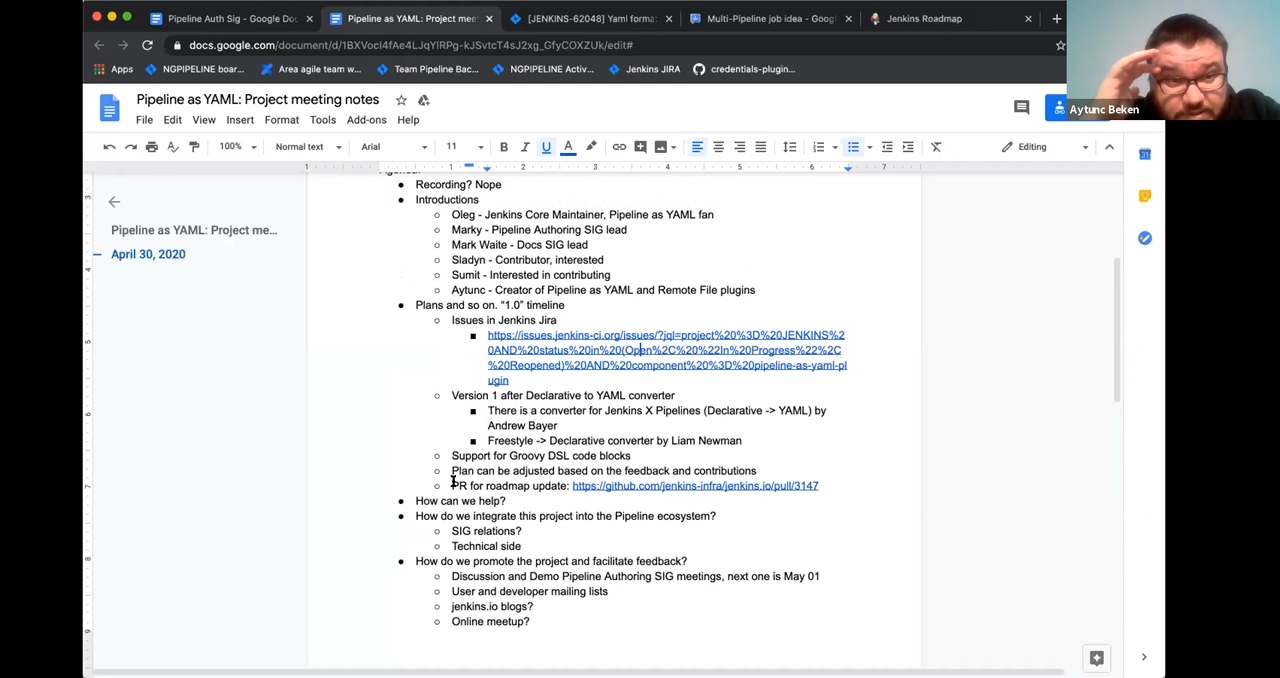 Pipeline Auth Sig - Google Doc
Pipeline as YAML: Project mee
[JENKINS-62048] Yaml forma
Multi-Pipeline job idea - Goog
Jenkins Roadmap
docs.google.com/document/d/1BXVocl4fAe4LJqYlRPg-kJSvtcT4sJ2xg_GfyCOXZUk/edit#
Apps
NGPIPELINE boar...
Area agile team w...
Team Pipeline Bac...
NGPIPELINE Activ...
Jenkins JIRA
credentials-plugin...
Aytunc Beken
Pipeline as YAML: Project meeting notes
File Edit View Insert Format Tools Add-ons Help
100% Normal text Arial 11 B I U A Editing
1 1 2 3 4 5 6 7
Pipeline as YAML: Project me...
April 30, 2020
Agenda:
● Recording? Nope
● Introductions
○ Oleg - Jenkins Core Maintainer, Pipeline as YAML fan
○ Marky - Pipeline Authoring SIG lead
○ Mark Waite - Docs SIG lead
○ Sladyn - Contributor, interested
○ Sumit - Interested in contributing
○ Aytunc - Creator of Pipeline as YAML and Remote File plugins
● Plans and so on. “1.0” timeline
○ Issues in Jenkins Jira
■ https://issues.jenkins-ci.org/issues/?jql=project%20%3D%20JENKINS%2
0AND%20status%20in%20(Open%2C%20%22In%20Progress%22%2C
%20Reopened)%20AND%20component%20%3D%20pipeline-as-yaml-pl
ugin
○ Version 1 after Declarative to YAML converter
■ There is a converter for Jenkins X Pipelines (Declarative -> YAML) by
Andrew Bayer
■ Freestyle -> Declarative converter by Liam Newman
○ Support for Groovy DSL code blocks
○ Plan can be adjusted based on the feedback and contributions
○ PR for roadmap update: https://github.com/jenkins-infra/jenkins.io/pull/3147
● How can we help?
● How do we integrate this project into the Pipeline ecosystem?
○ SIG relations?
○ Technical side
● How do we promote the project and facilitate feedback?
○ Discussion and Demo Pipeline Authoring SIG meetings, next one is May 01
○ User and developer mailing lists
○ jenkins.io blogs?
○ Online meetup?